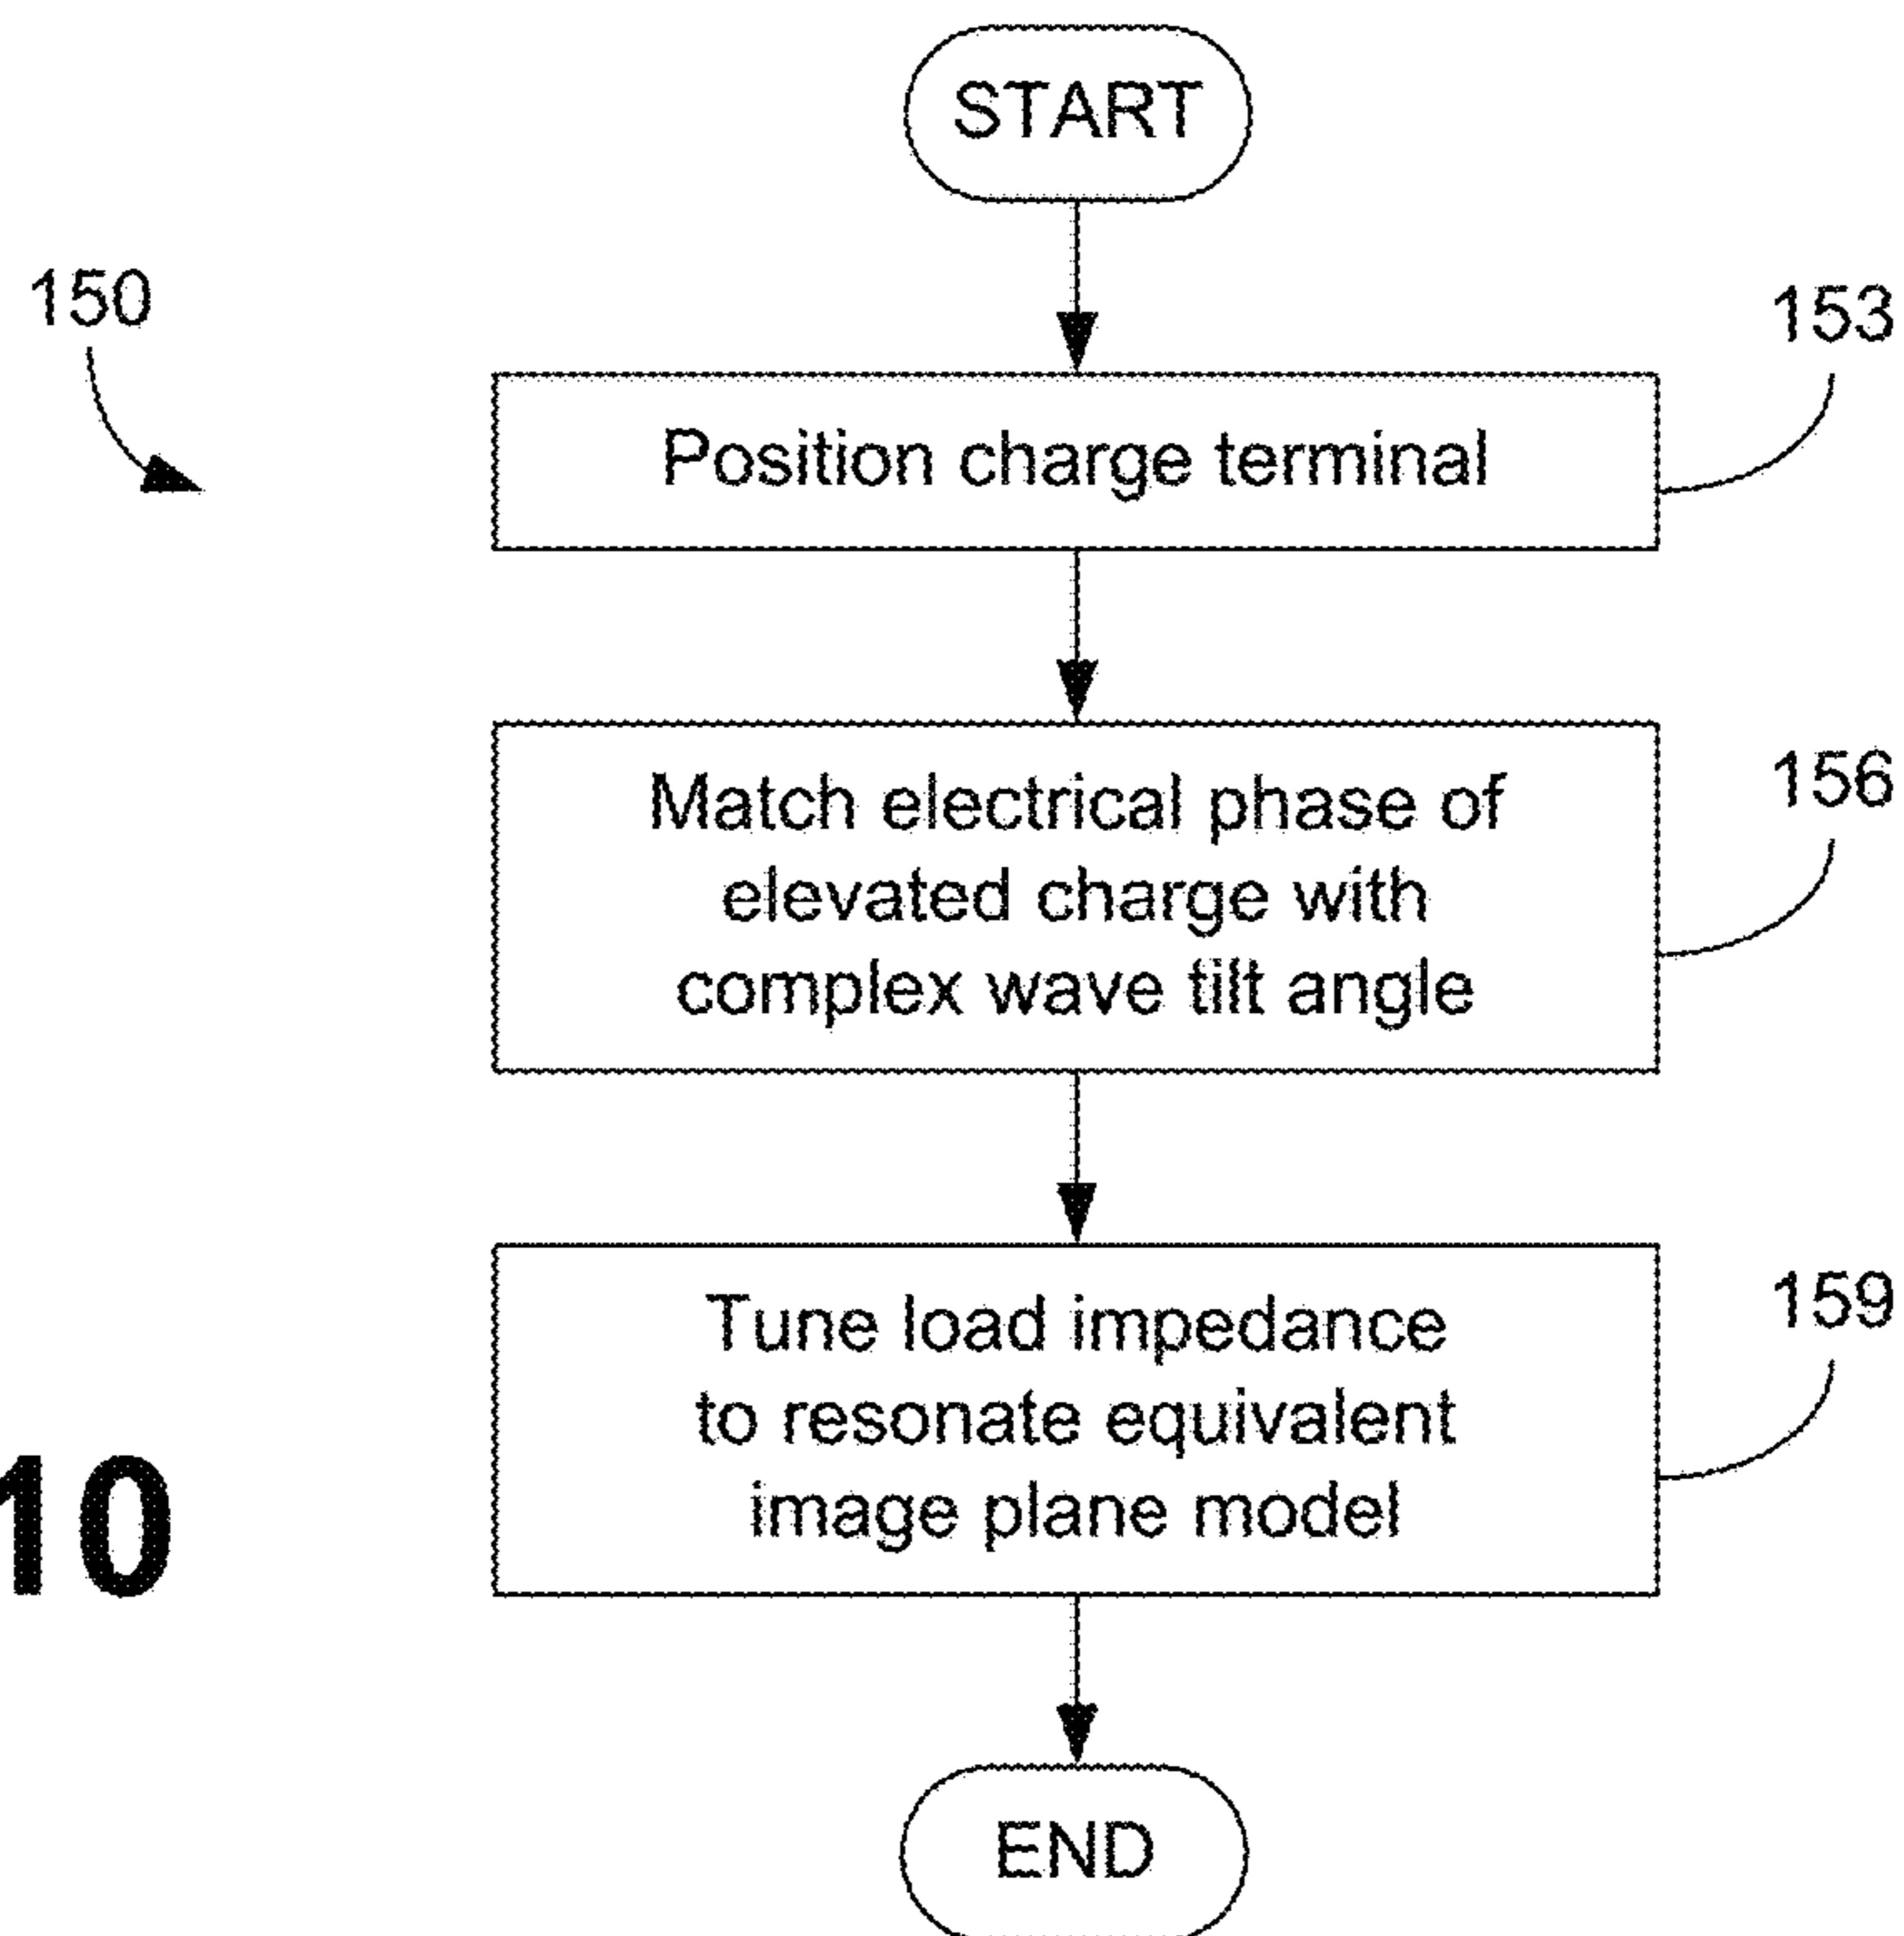 START
150
153
Position charge terminal
156
Match electrical phase of
elevated charge with
complex wave tilt angle
159
Tune load impedance
to resonate equivalent
image plane model
10
END